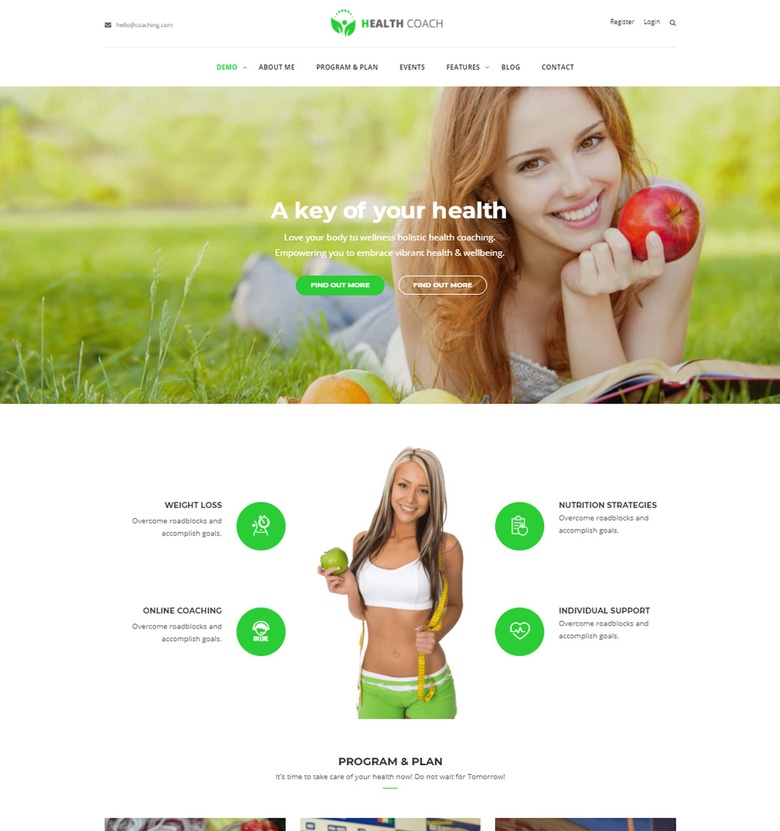 hello@coaching.com
HEALTH COACH
Register Login
DEMO ABOUT ME PROGRAM & PLAN EVENTS FEATURES BLOG CONTACT
A key of your health
Love your body to wellness holistic health coaching.
Empowering you to embrace vibrant health & wellbeing.
FIND OUT MORE FIND OUT MORE
WEIGHT LOSS
Overcome roadblocks and
accomplish goals.
NUTRITION STRATEGIES
Overcome roadblocks and
accomplish goals.
ONLINE COACHING
Overcome roadblocks and
accomplish goals.
INDIVIDUAL SUPPORT
Overcome roadblocks and
accomplish goals.
PROGRAM & PLAN
It's time to take care of your health now! Do not wait for Tomorrow!